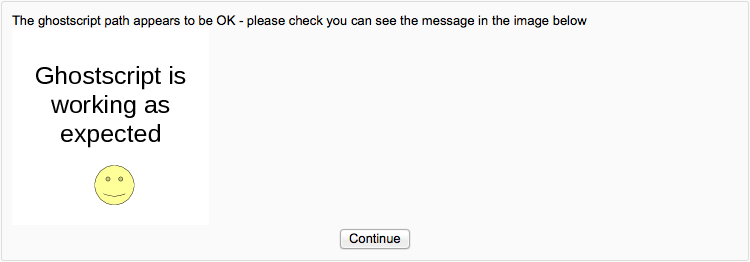 The ghostscript path appears to be OK - please check you can see the message in the image below
Ghostscript is
working as
expected
Continue